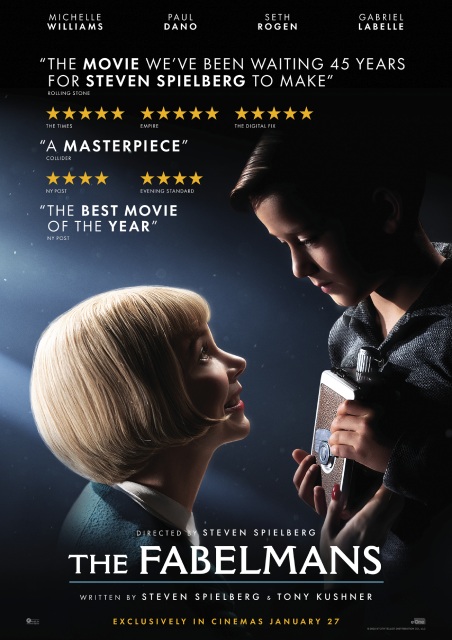 MICHELLE WILLIAMS
PAUL DANO
SETH ROGEN
GABRIEL LABELLE
“THE MOVIE WE’VE BEEN WAITING 45 YEARS
FOR STEVEN SPIELBERG TO MAKE”
ROLLING STONE
THE TIMES
EMPIRE
THE DIGITAL FIX
“A MASTERPIECE”
COLLIDER
NY POST
EVENING STANDARD
“THE BEST MOVIE
OF THE YEAR”
NY POST
DIRECTED BY STEVEN SPIELBERG
THE FABELMANS
WRITTEN BY STEVEN SPIELBERG & TONY KUSHNER
EXCLUSIVELY IN CINEMAS JANUARY 27